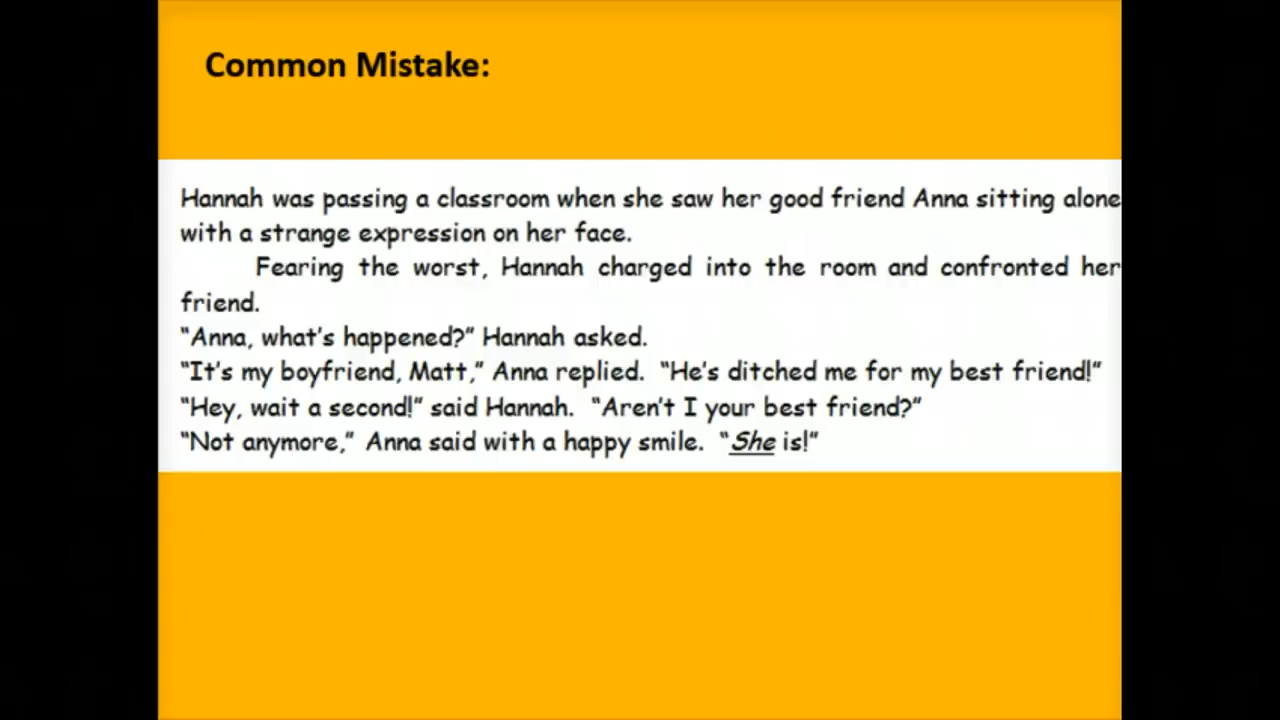 Common Mistake:
Hannah was passing a classroom when she saw her good friend Anna sitting alone
with a strange expression on her face.
Fearing the worst, Hannah charged into the room and confronted her
friend.
“Anna, what’s happened?” Hannah asked.
“It’s my boyfriend, Matt,” Anna replied. “He’s ditched me for my best friend!”
“Hey, wait a second!” said Hannah. “Aren’t I your best friend?”
“Not anymore,” Anna said with a happy smile. “She is!”